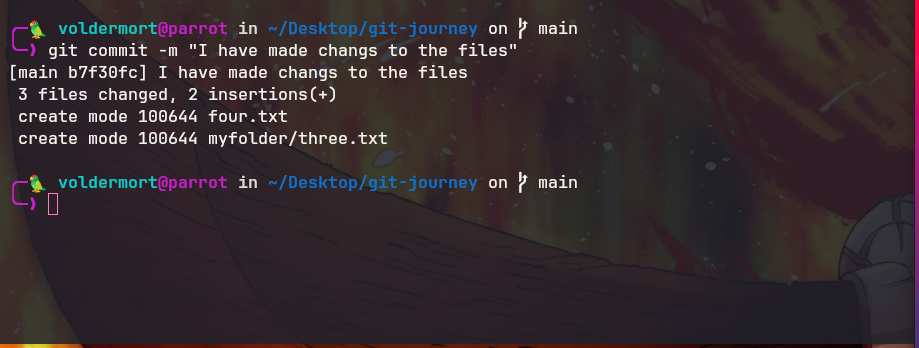 voldermort@parrot in ~/Desktop/git-journey on main
git commit -m "I have made changs to the files"
[main b7f30fc] I have made changs to the files
3 files changed, 2 insertions(+)
create mode 100644 four.txt
create mode 100644 myfolder/three.txt
voldermort@parrot in ~/Desktop/git-journey on main